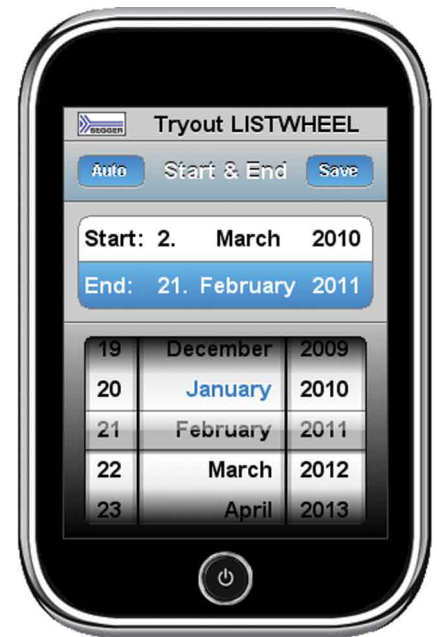 SEGGER Tryout LISTWHEEL
Auto Start & End Save
Start: 2. March 2010
End: 21. February 2011
19 December 2009
20 January 2010
21 February 2011
22 March 2012
23 April 2013